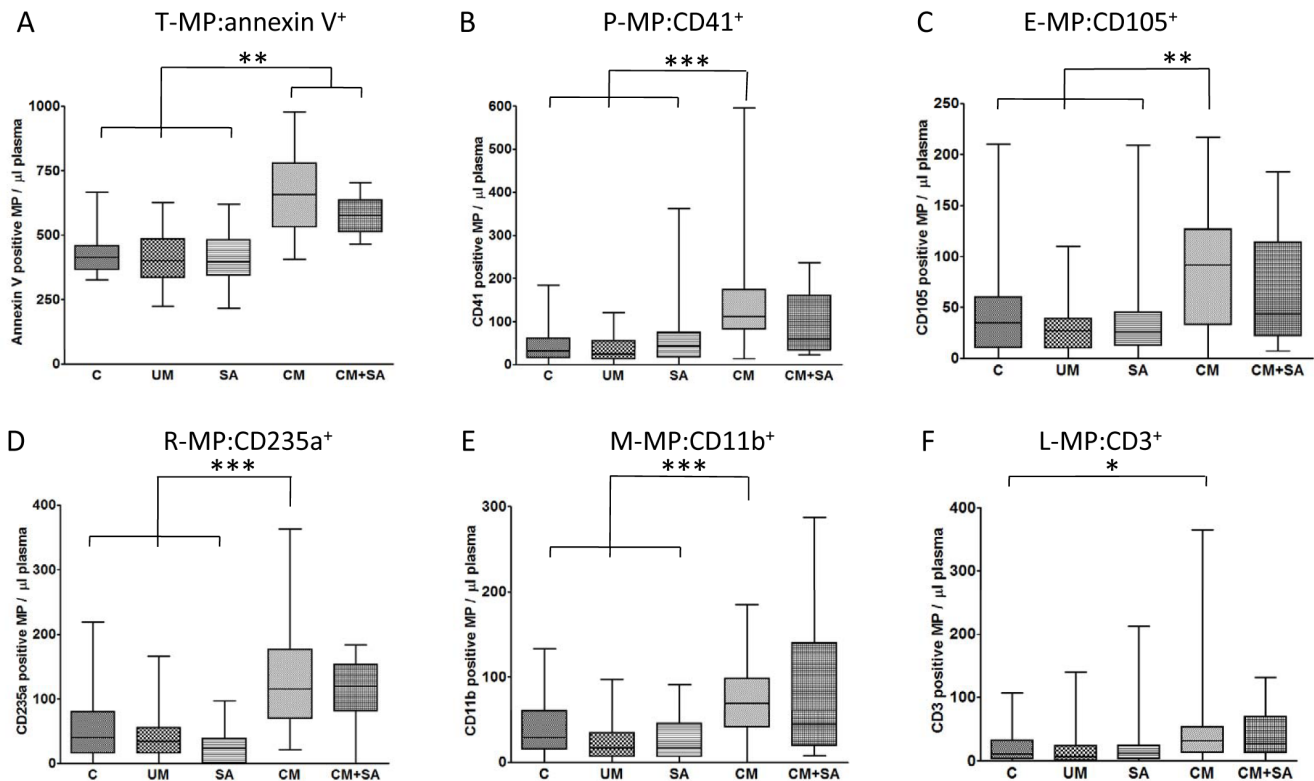 A T-MP:annexin V+
**
Annexin V positive MP / µl plasma
1000
750
500
250
0
C UM SA CM CM+SA
B P-MP:CD41+
***
CD41 positive MP / µl plasma
600
500
400
300
200
100
0
C UM SA CM CM+SA
C E-MP:CD105+
**
CD105 positive MP / µl plasma
250
200
150
100
50
0
C UM SA CM CM+SA
D R-MP:CD235a+
***
CD235a positive MP / µl plasma
400
300
200
100
0
C UM SA CM CM+SA
E M-MP:CD11b+
***
CD11b positive MP / µl plasma
300
200
100
0
C UM SA CM CM+SA
F L-MP:CD3+
*
CD3 positive MP / µl plasma
400
300
200
100
0
C UM SA CM CM+SA